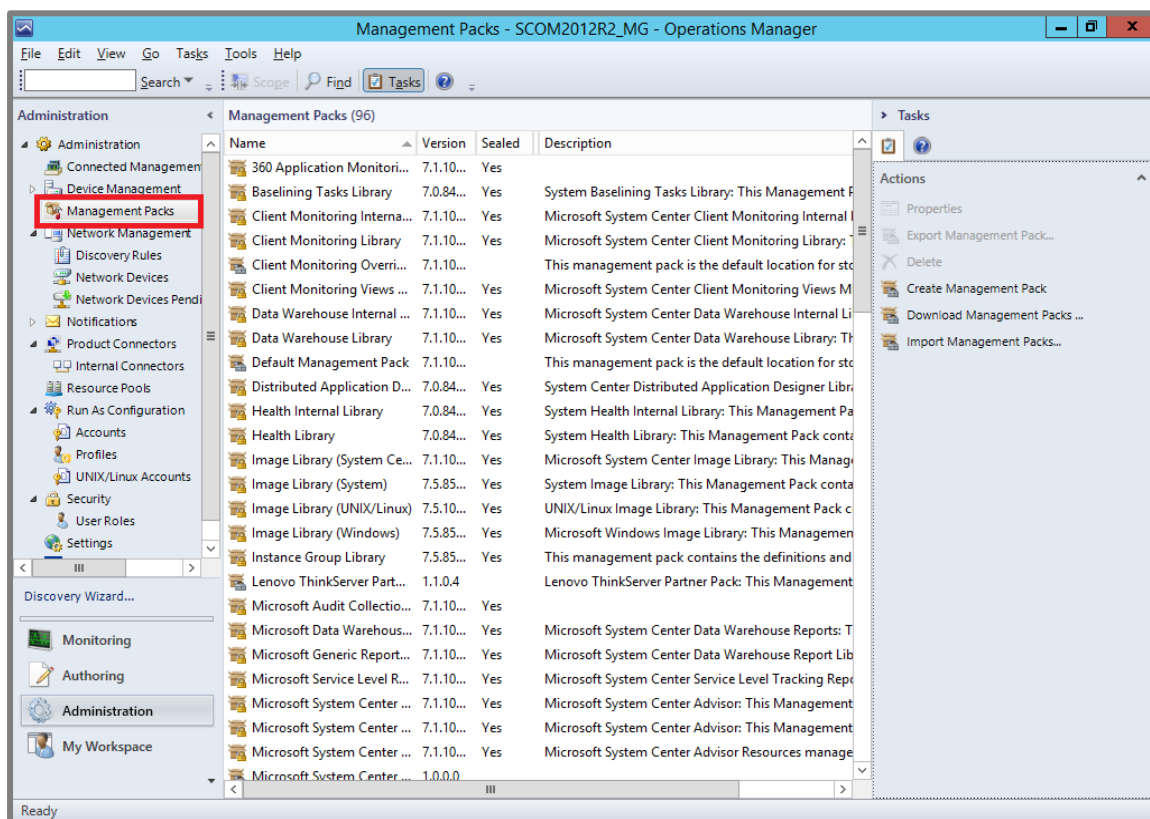 Management Packs - SCOM2012R2_MG - Operations Manager
File Edit View Go Tasks Tools Help
Search Scope Find Tasks
Administration
Administration
Connected Managemen
Device Management
Management Packs
Network Management
Discovery Rules
Network Devices
Network Devices Pendi
Notifications
Product Connectors
Internal Connectors
Resource Pools
Run As Configuration
Accounts
Profiles
UNIX/Linux Accounts
Security
User Roles
Settings
Discovery Wizard...
Monitoring
Authoring
Administration
My Workspace
Management Packs (96)
Name Version Sealed Description
360 Application Monitori... 7.1.10... Yes
Baselining Tasks Library 7.0.84... Yes System Baselining Tasks Library: This Management P
Client Monitoring Interna... 7.1.10... Yes Microsoft System Center Client Monitoring Internal l
Client Monitoring Library 7.1.10... Yes Microsoft System Center Client Monitoring Library: T
Client Monitoring Overri... 7.1.10... This management pack is the default location for sto
Client Monitoring Views ... 7.1.10... Yes Microsoft System Center Client Monitoring Views M
Data Warehouse Internal ... 7.1.10... Yes Microsoft System Center Data Warehouse Internal Li
Data Warehouse Library 7.1.10... Yes Microsoft System Center Data Warehouse Library: Th
Default Management Pack 7.1.10... This management pack is the default location for sto
Distributed Application D... 7.0.84... Yes System Center Distributed Application Designer Libra
Health Internal Library 7.0.84... Yes System Health Internal Library: This Management Pa
Health Library 7.0.84... Yes System Health Library: This Management Pack conta
Image Library (System Ce... 7.1.10... Yes Microsoft System Center Image Library: This Manag
Image Library (System) 7.5.85... Yes System Image Library: This Management Pack conta
Image Library (UNIX/Linux) 7.5.10... Yes UNIX/Linux Image Library: This Management Pack c
Image Library (Windows) 7.5.85... Yes Microsoft Windows Image Library: This Managemen
Instance Group Library 7.5.85... Yes This management pack contains the definitions and
Lenovo ThinkServer Part... 1.1.0.4 Lenovo ThinkServer Partner Pack: This Management
Microsoft Audit Collectio... 7.1.10... Yes
Microsoft Data Warehous... 7.1.10... Yes Microsoft System Center Data Warehouse Reports: T
Microsoft Generic Report... 7.1.10... Yes Microsoft System Center Data Warehouse Report Lib
Microsoft Service Level R... 7.1.10... Yes Microsoft System Center Service Level Tracking Repo
Microsoft System Center ... 7.1.10... Yes Microsoft System Center Advisor: This Management
Microsoft System Center ... 7.1.10... Yes Microsoft System Center Advisor: This Management
Microsoft System Center ... 7.1.10... Yes Microsoft System Center Advisor Resources manage
Microsoft System Center ... 1.0.0.0
Tasks
Actions
Properties
Export Management Pack...
Delete
Create Management Pack
Download Management Packs ...
Import Management Packs...
Ready